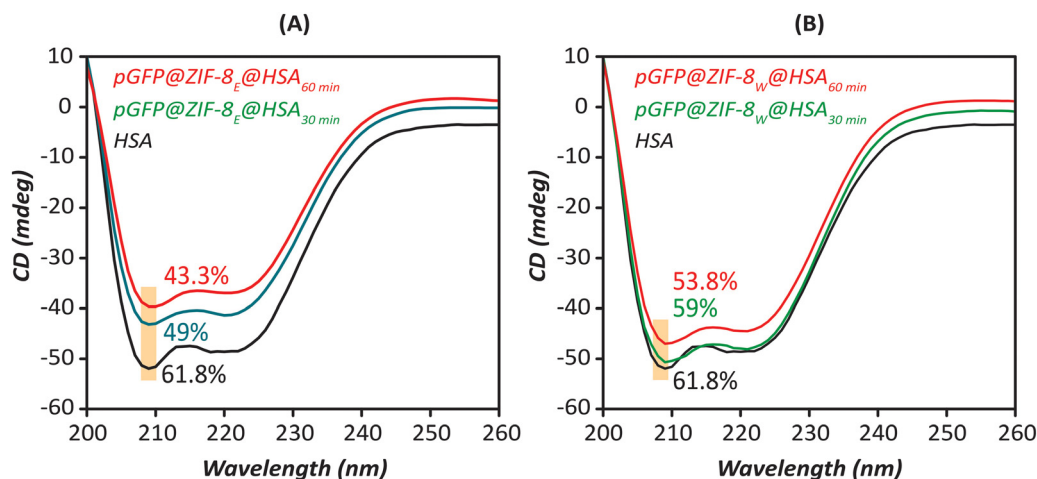 (A)
10
0
-10
-20
-30
-40
-50
-60
CD (mdeg)
pGFP@ZIF-8E@HSA60 min
pGFP@ZIF-8E@HSA30 min
HSA
43.3%
49%
61.8%
200 210 220 230 240 250 260
Wavelength (nm)
(B)
10
0
-10
-20
-30
-40
-50
-60
CD (mdeg)
pGFP@ZIF-8W@HSA60 min
pGFP@ZIF-8W@HSA30 min
HSA
53.8%
59%
61.8%
200 210 220 230 240 250 260
Wavelength (nm)